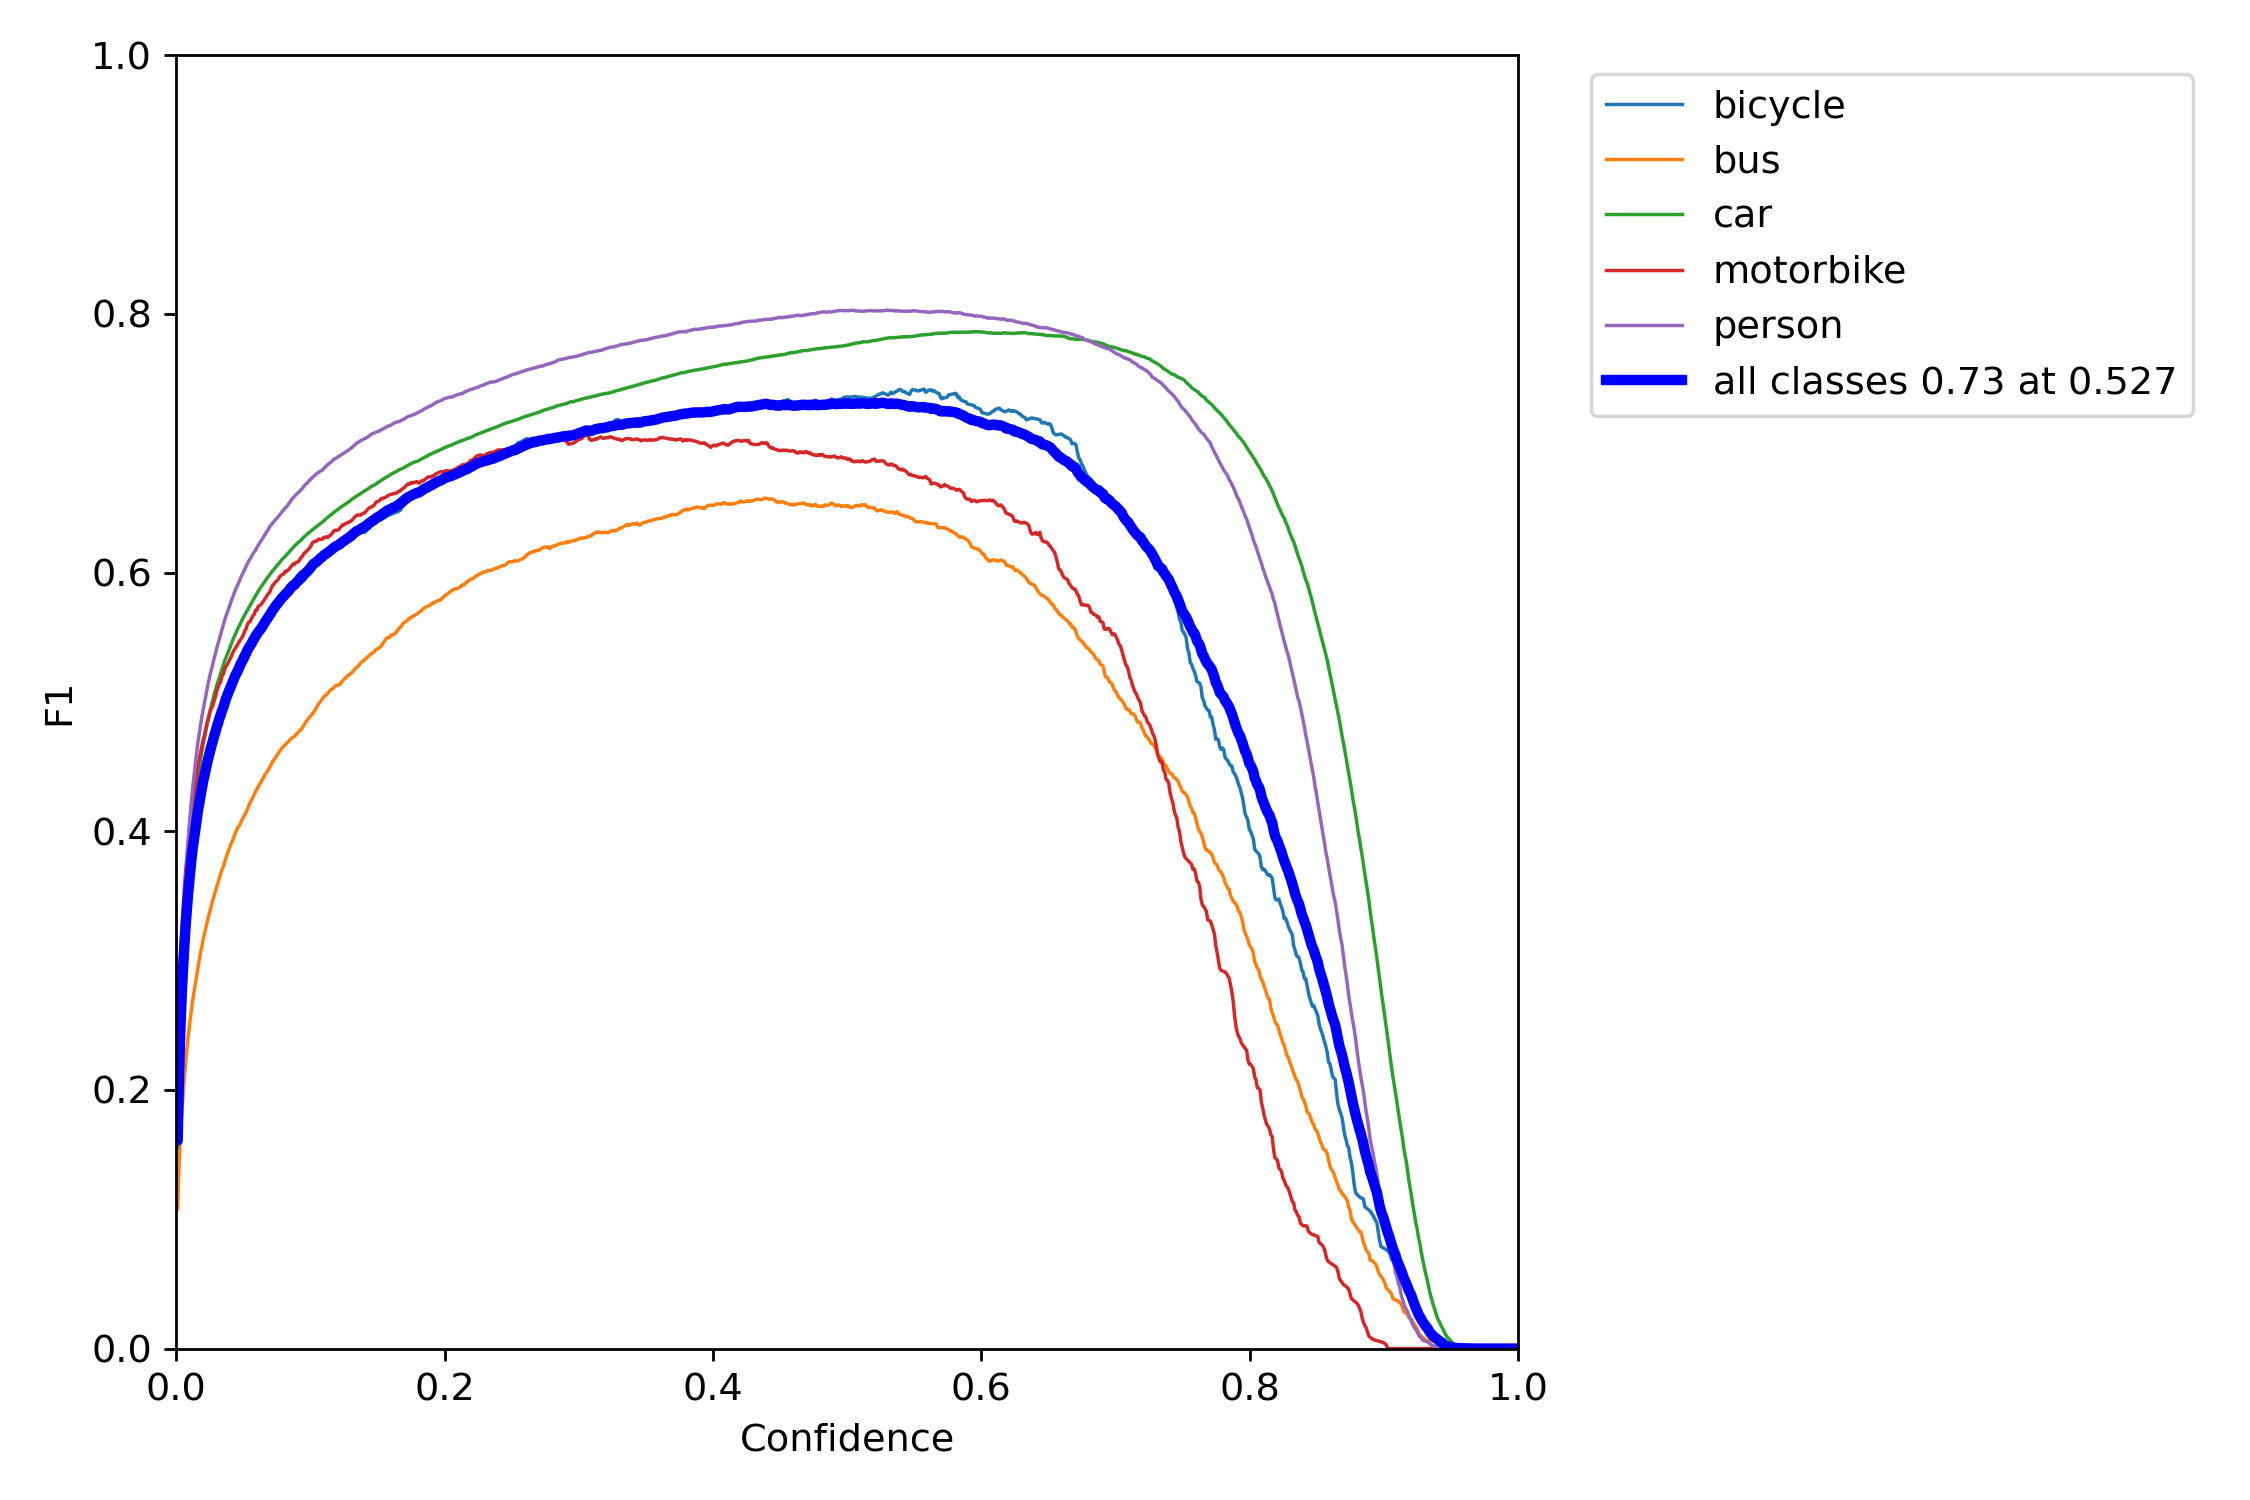 1.0
0.8
0.6
0.4
0.2
0.0
F1
0.0 0.2 0.4 0.6 0.8 1.0
Confidence
bicycle
bus
car
motorbike
person
all classes 0.73 at 0.527